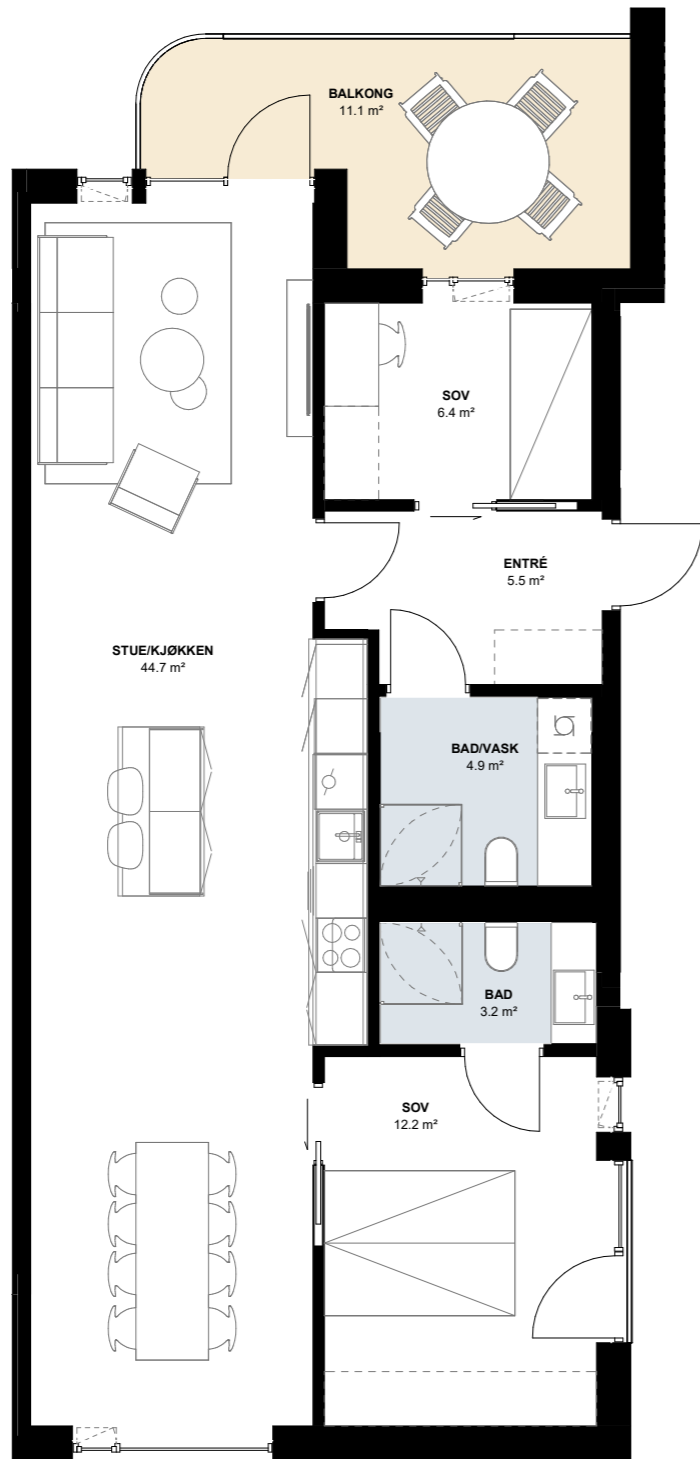 BALKONG
11.1 m²
SOV
6.4 m²
ENTRÉ
5.5 m²
STUE/KJØKKEN
44.7 m²
BAD/VASK
4.9 m²
BAD
3.2 m²
SOV
12.2 m²